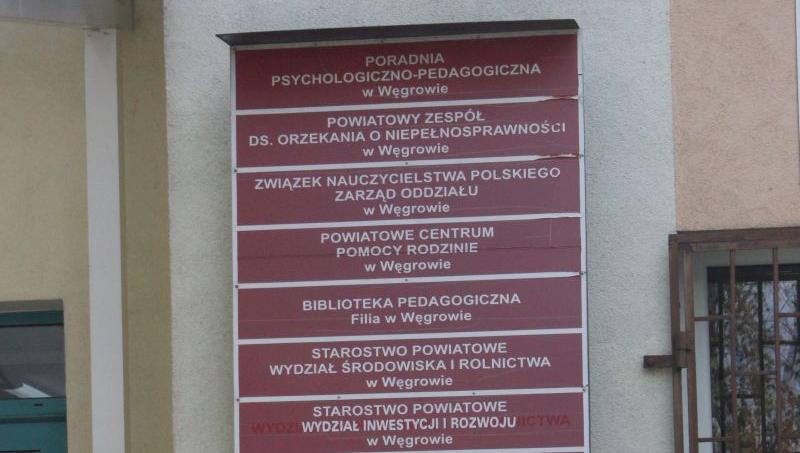 PORADNIA
PSYCHOLOGICZNO-PEDAGOGICZNA
w Węgrowie
POWIATOWY ZESPÓŁ
DS. ORZEKANIA O NIEPEŁNOSPRAWNOŚCI
w Węgrowie
ZWIĄZEK NAUCZYCIELSTWA POLSKIEGO
ZARZĄD ODDZIAŁU
w Węgrowie
POWIATOWE CENTRUM
POMOCY RODZINIE
w Węgrowie
BIBLIOTEKA PEDAGOGICZNA
Filia w Węgrowie
STAROSTWO POWIATOWE
WYDZIAŁ ŚRODOWISKA I ROLNICTWA
w Węgrowie
STAROSTWO POWIATOWE
WYDZIAŁ INWESTYCJI I ROZWOJU
w Węgrowie